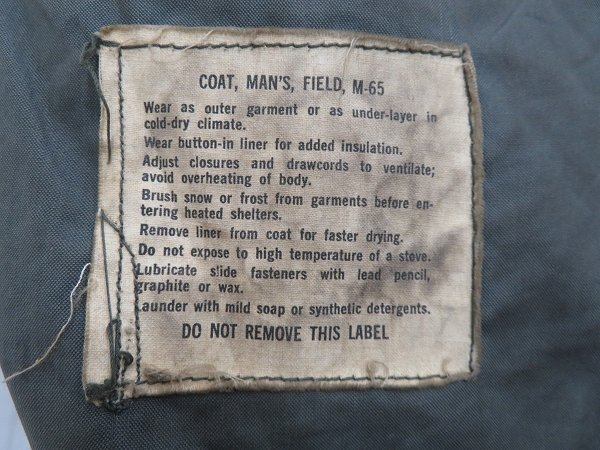 COAT, MAN'S, FIELD, M-65
Wear as outer garment or as under-layer in
cold-dry climate.
Wear button-in liner for added insulation.
Adjust closures and drawcords to ventilate;
avoid overheating of body.
Brush snow or frost from garments before en-
tering heated shelters.
Remove liner from coat for faster drying.
Do not expose to high temperature of a stove.
Lubricate slide fasteners with lead pencil,
graphite or wax.
Launder with mild soap or synthetic detergents.
DO NOT REMOVE THIS LABEL